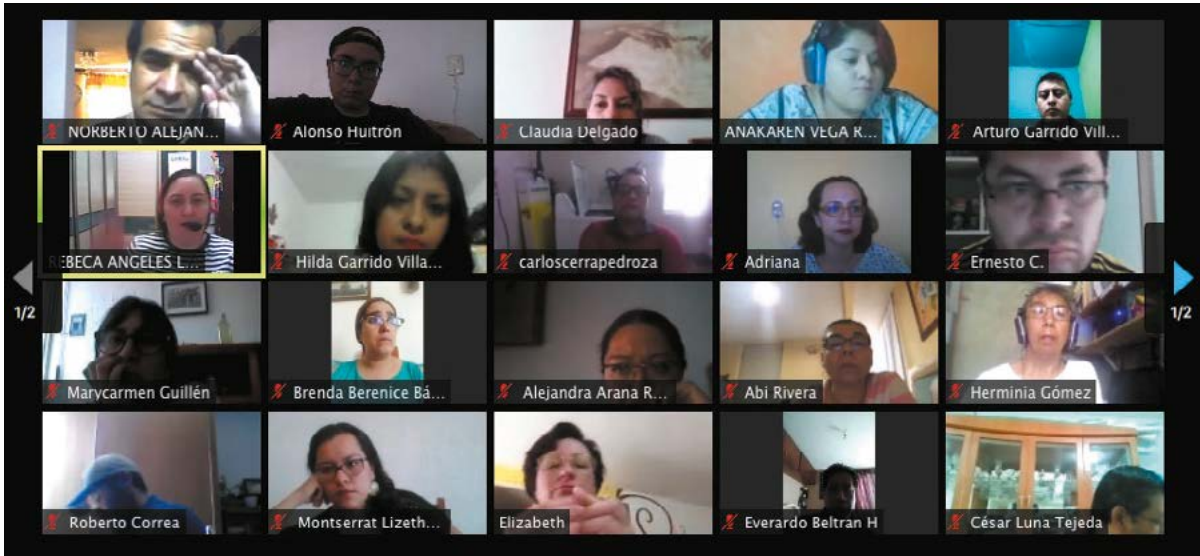 NORBERTO ALEJAN...
Alonso Huitrón
Claudia Delgado
ANAKAREN VEGA R...
Arturo Garrido Vill...
REBECA ANGELES L...
Hilda Garrido Villa...
carloscerrapedroza
Adriana
Ernesto C.
1/2
1/2
Marycarmen Guillén
Brenda Berenice Bá...
Alejandra Arana R...
Abi Rivera
Herminia Gómez
Roberto Correa
Montserrat Lizeth...
Elizabeth
Everardo Beltran H
César Luna Tejeda